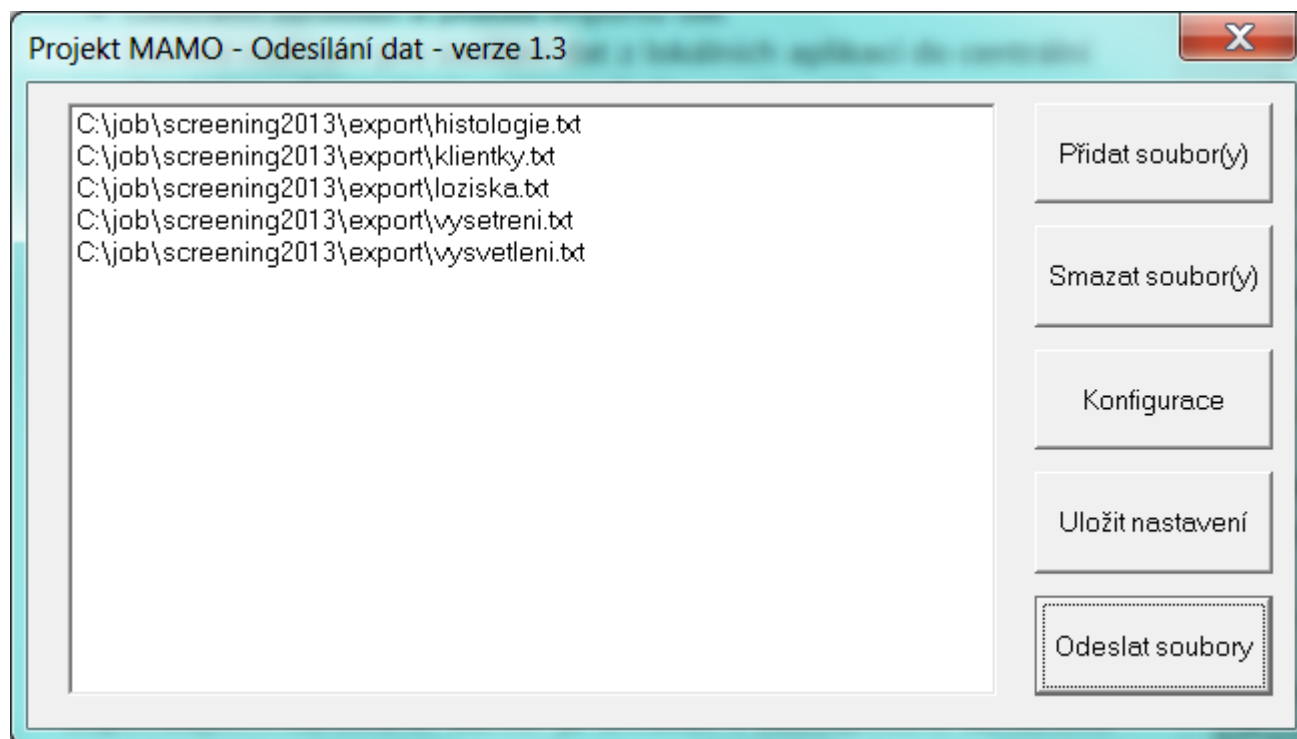 Projekt MAMO - Odesílání dat - verze 1.3
C:\job\screening2013\export\histologie.txt
C:\job\screening2013\export\klientky.txt
C:\job\screening2013\export\loziska.txt
C:\job\screening2013\export\vysetreni.txt
C:\job\screening2013\export\vysvetleni.txt
Přidat soubor(y)
Smazat soubor(y)
Konfigurace
Uložit nastavení
Odeslat soubory